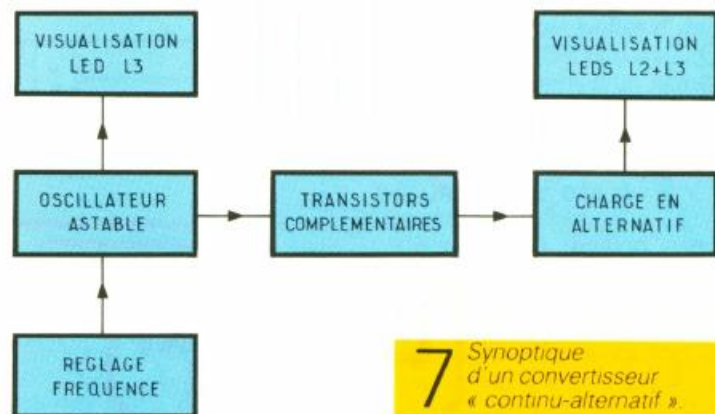 VISUALISATION
LED L3
VISUALISATION
LEDS L2+L3
OSCILLATEUR
ASTABLE
TRANSISTORS
COMPLEMENTAIRES
CHARGE EN
ALTERNATIF
REGLAGE
FREQUENCE
7 Synoptique
d'un convertisseur
« continu-alternatif ».